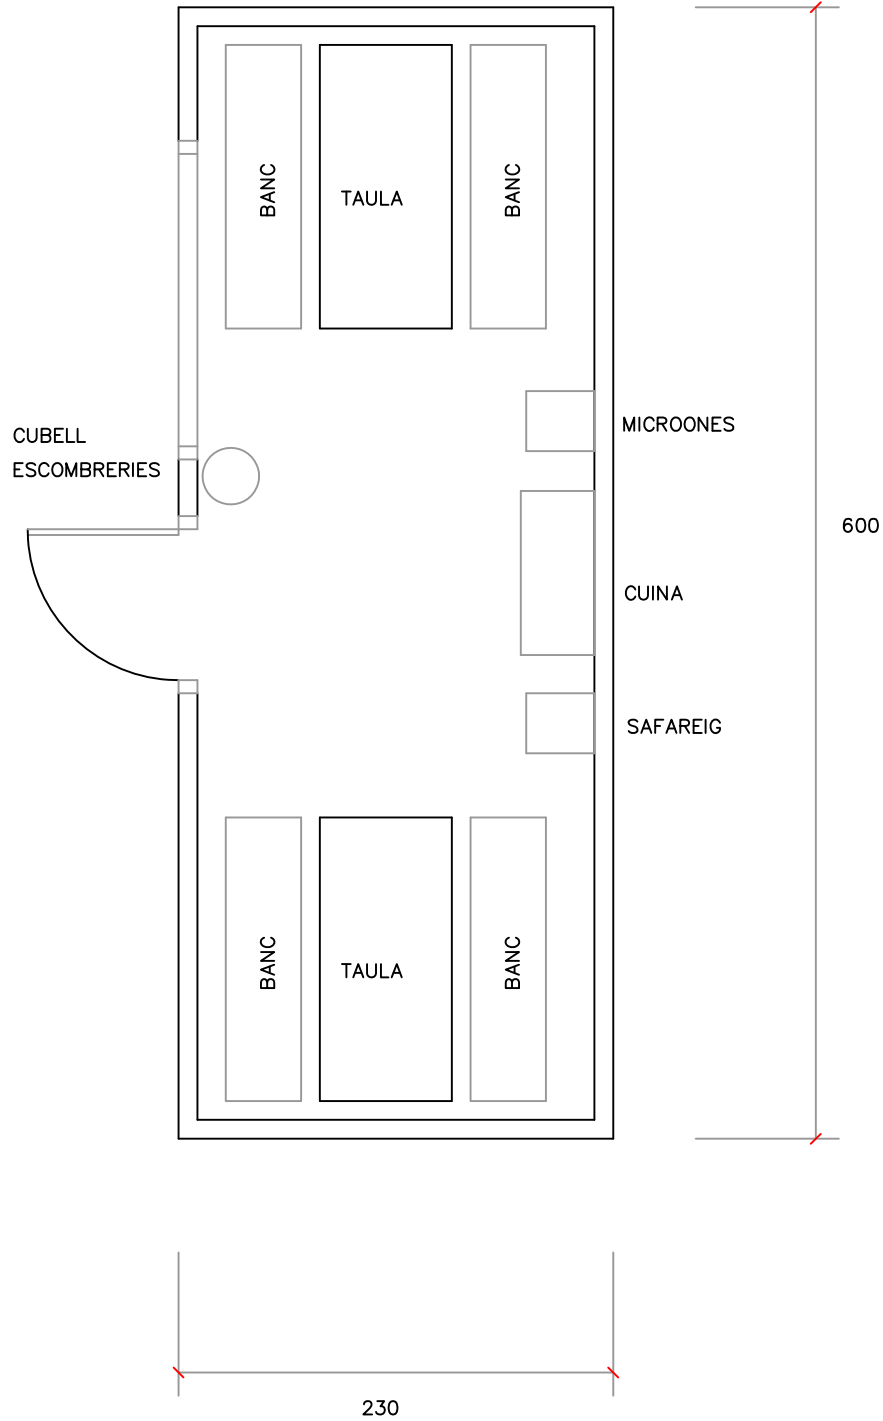 BANC
TAULA
BANC
MICROONES
CUBELL
ESCOMBRERIES
600
CUINA
SAFAREIG
BANC
TAULA
BANC
230